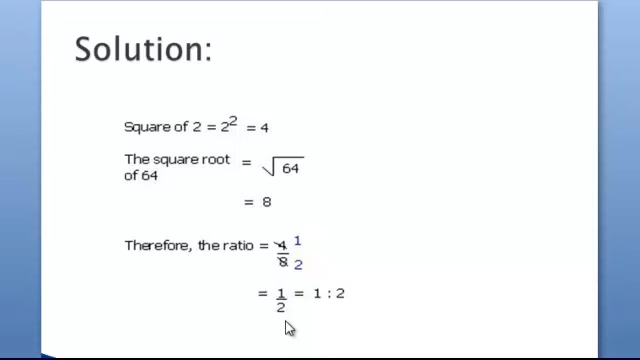 Solution:
Square of 2 = 2² = 4
The square root of 64 = √64
= 8
Therefore, the ratio = 4/8 1 2
= 1/2 = 1 : 2